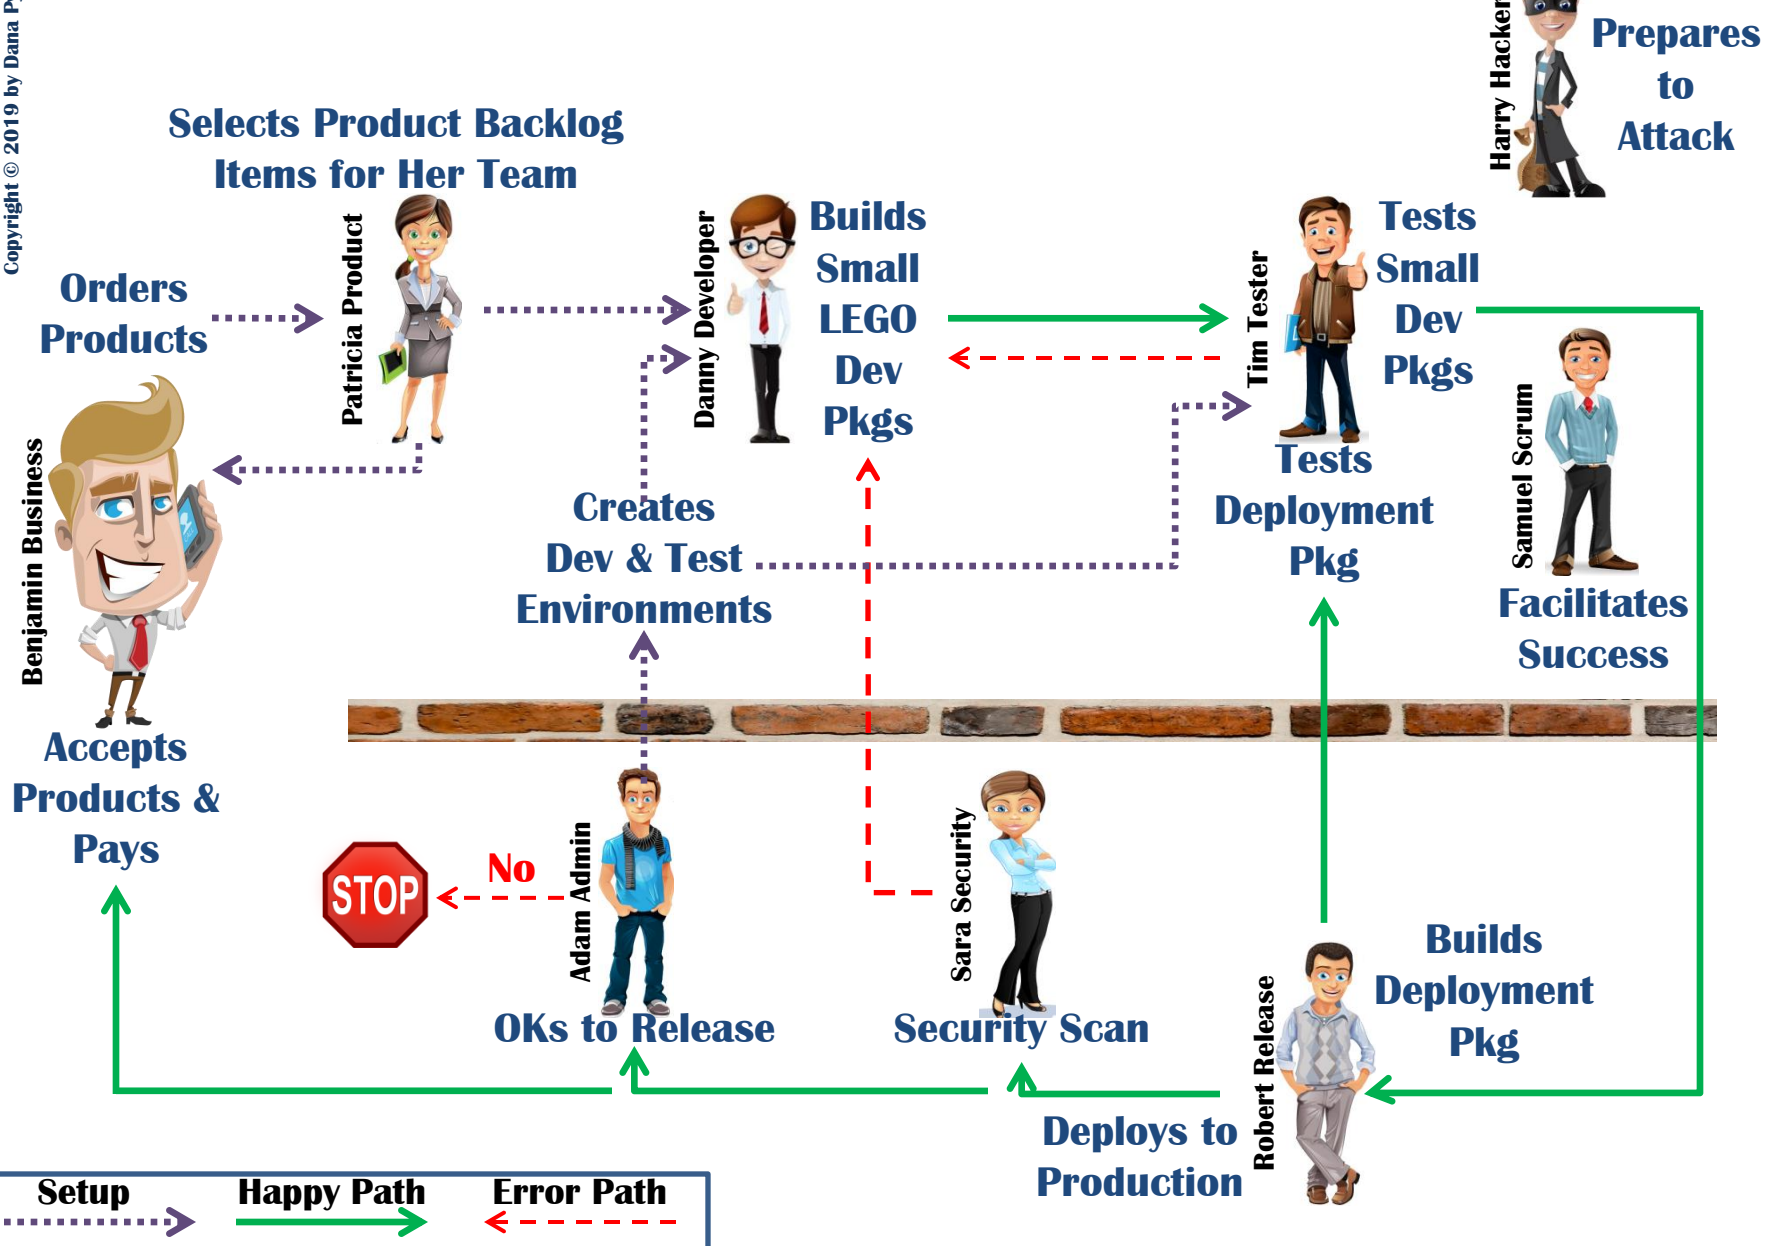 Copyright © 2019 by Dana
Harry Hacker
Prepares
to
Attack
Selects Product Backlog
Items for Her Team
Orders
Products
Patricia Product
Danny Developer
Builds
Small
LEGO
Dev
Pkgs
Tim Tester
Tests
Small
Dev
Pkgs
Tests
Deployment
Pkg
Samuel Scrum
Facilitates
Success
Benjamin Business
Accepts
Products &
Pays
Creates
Dev & Test
Environments
STOP
No
Adam Admin
OKs to Release
Sara Security
Security Scan
Robert Release
Builds
Deployment
Pkg
Deploys to
Production
Setup
Happy Path
Error Path